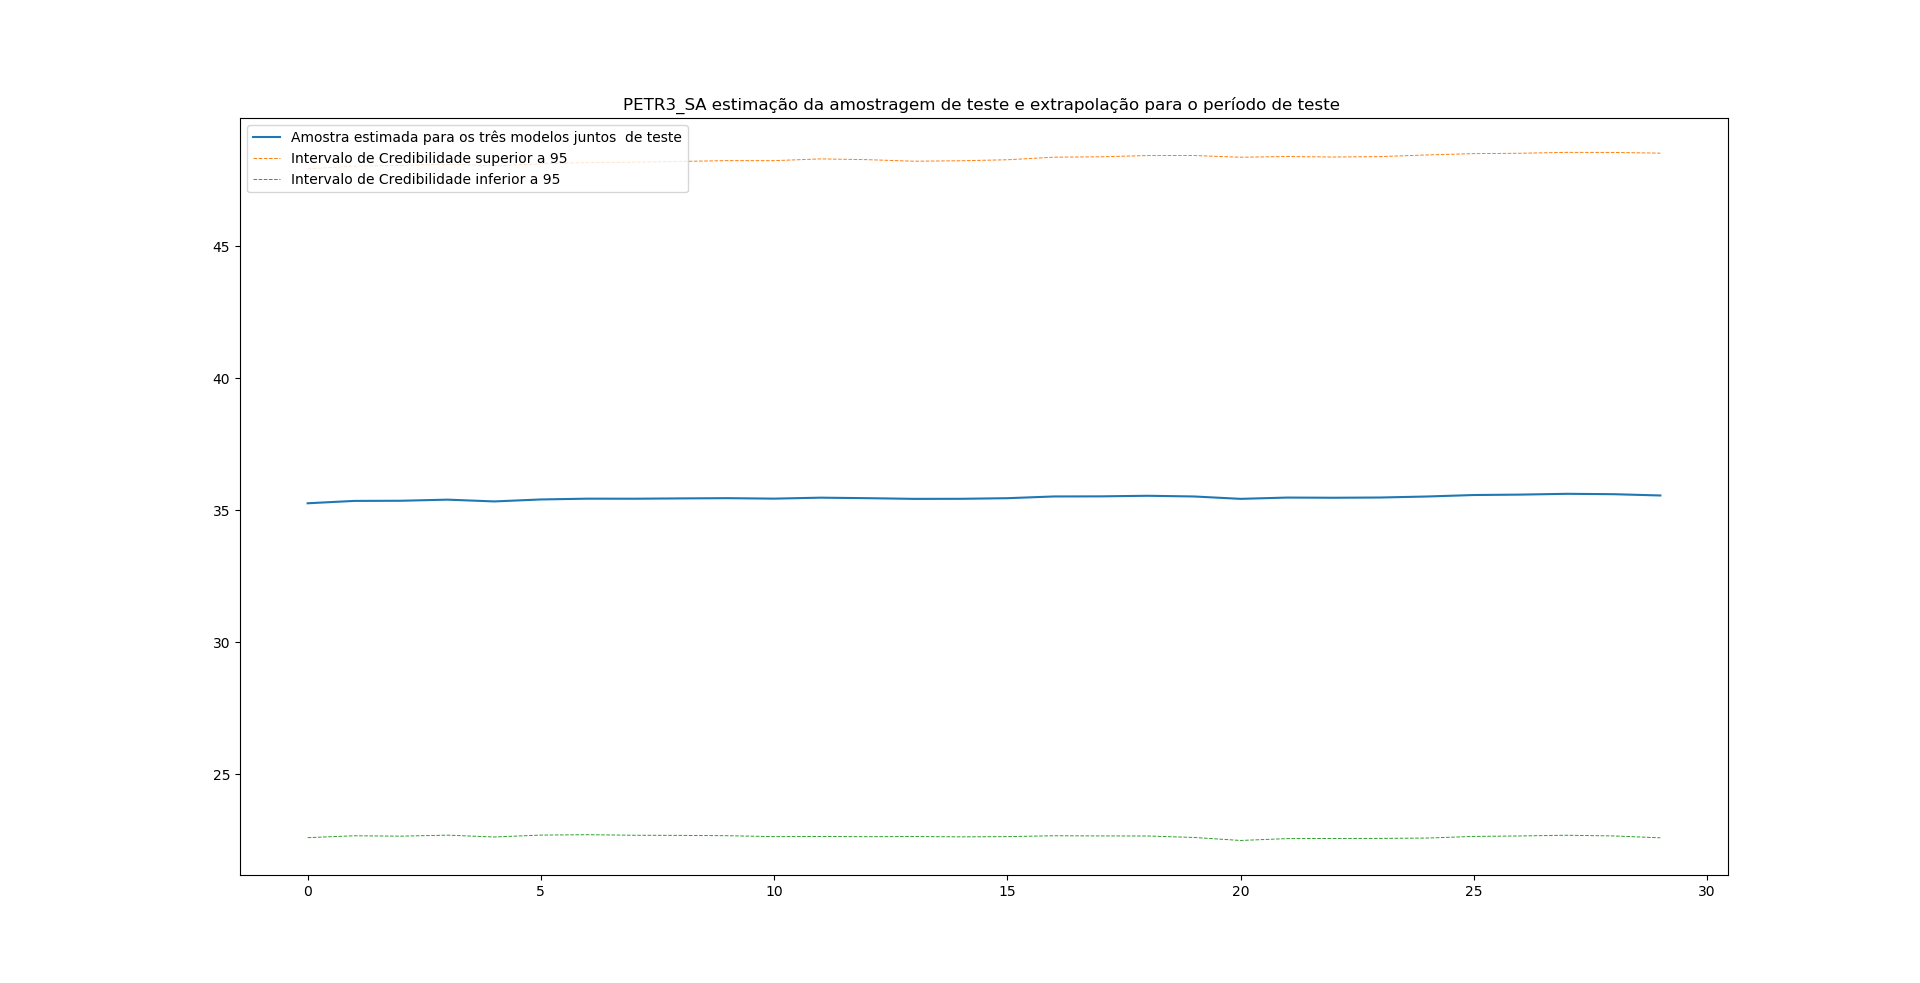 PETR3_SA estimação da amostragem de teste e extrapolação para o período de teste
Amostra estimada para os três modelos juntos  de teste
Intervalo de Credibilidade superior a 95
Intervalo de Credibilidade inferior a 95
45
40
35
30
25
0 5 10 15 20 25 30